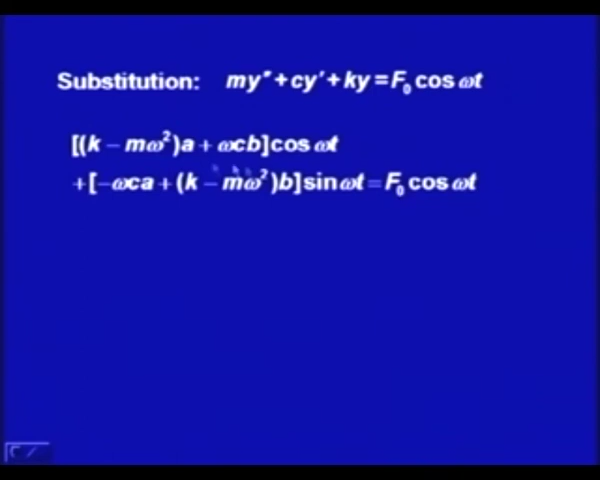 Substitution: my″ + cy′ + ky = F₀ cos ωt
[(k − mω²)a + ωcb] cos ωt
+ [−ωca + (k − mω²)b] sin ωt = F₀ cos ωt